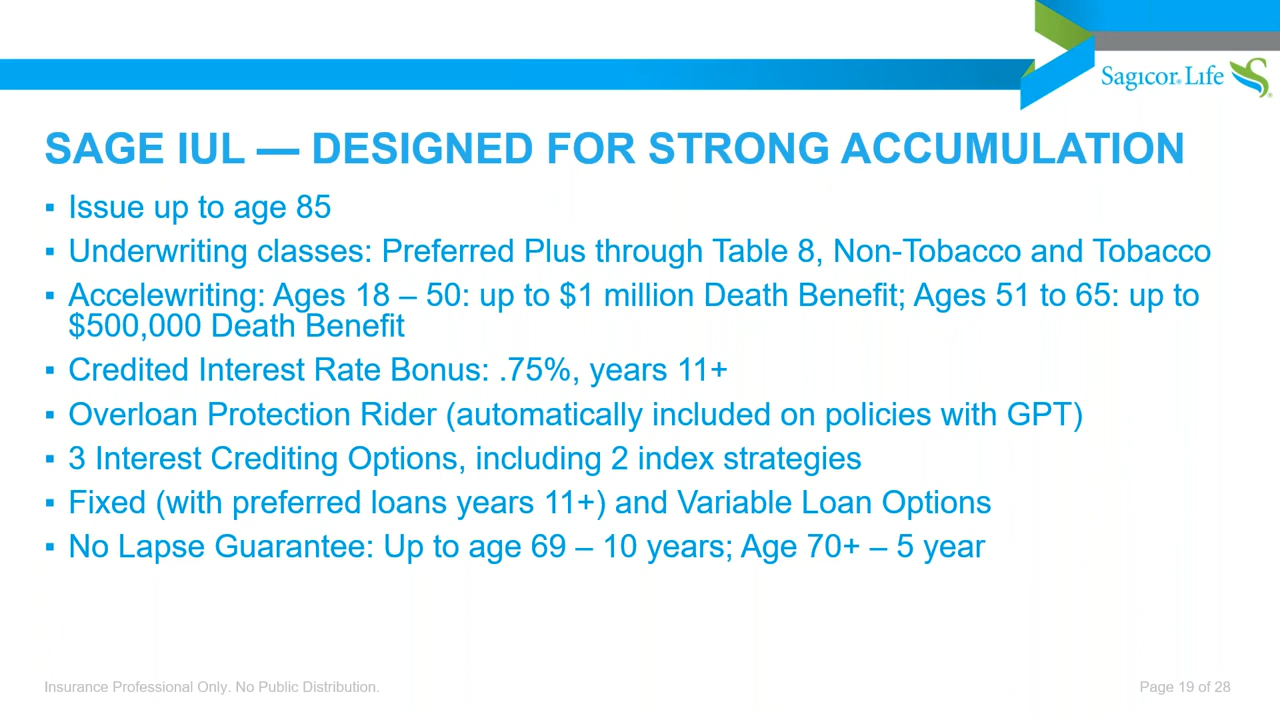 Sagicor® Life
SAGE IUL — DESIGNED FOR STRONG ACCUMULATION
▪ Issue up to age 85
▪ Underwriting classes: Preferred Plus through Table 8, Non-Tobacco and Tobacco
▪ Accelewriting: Ages 18 – 50: up to $1 million Death Benefit; Ages 51 to 65: up to
$500,000 Death Benefit
▪ Credited Interest Rate Bonus: .75%, years 11+
▪ Overloan Protection Rider (automatically included on policies with GPT)
▪ 3 Interest Crediting Options, including 2 index strategies
▪ Fixed (with preferred loans years 11+) and Variable Loan Options
▪ No Lapse Guarantee: Up to age 69 – 10 years; Age 70+ – 5 year
Insurance Professional Only. No Public Distribution.
Page 19 of 28